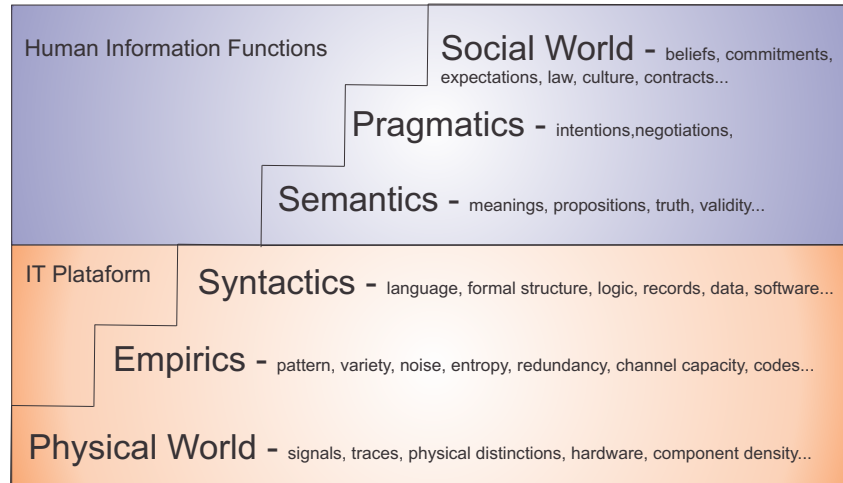 Human Information Functions
Social World - beliefs, commitments,
expectations, law, culture, contracts...
Pragmatics - intentions,negotiations,
Semantics - meanings, propositions, truth, validity...
IT Plataform
Syntactics - language, formal structure, logic, records, data, software...
Empirics - pattern, variety, noise, entropy, redundancy, channel capacity, codes...
Physical World - signals, traces, physical distinctions, hardware, component density...